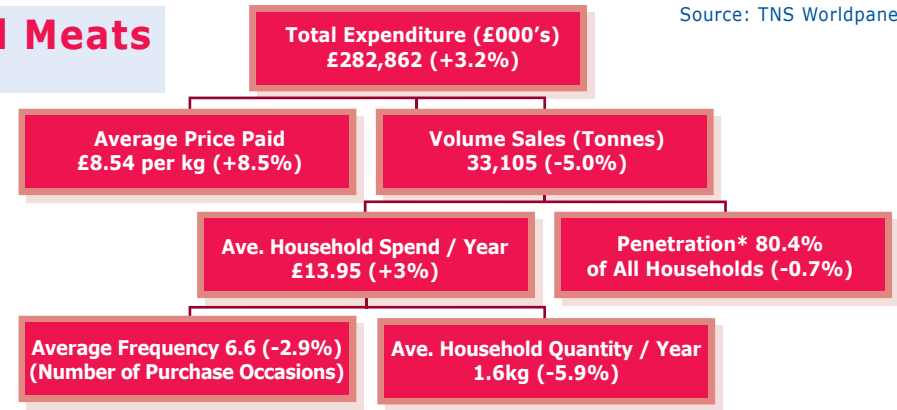 Meats
Source: TNS
Total Expenditure (£000's)
£282,862 (+3.2%)
Average Price Paid
£8.54 per kg (+8.5%)
Volume Sales (Tonnes)
33,105 (-5.0%)
Ave. Household Spend / Year
£13.95 (+3%)
Penetration* 80.4%
of All Households (-0.7%)
Average Frequency 6.6 (-2.9%)
(Number of Purchase Occasions)
Ave. Household Quantity / Year
1.6kg (-5.9%)